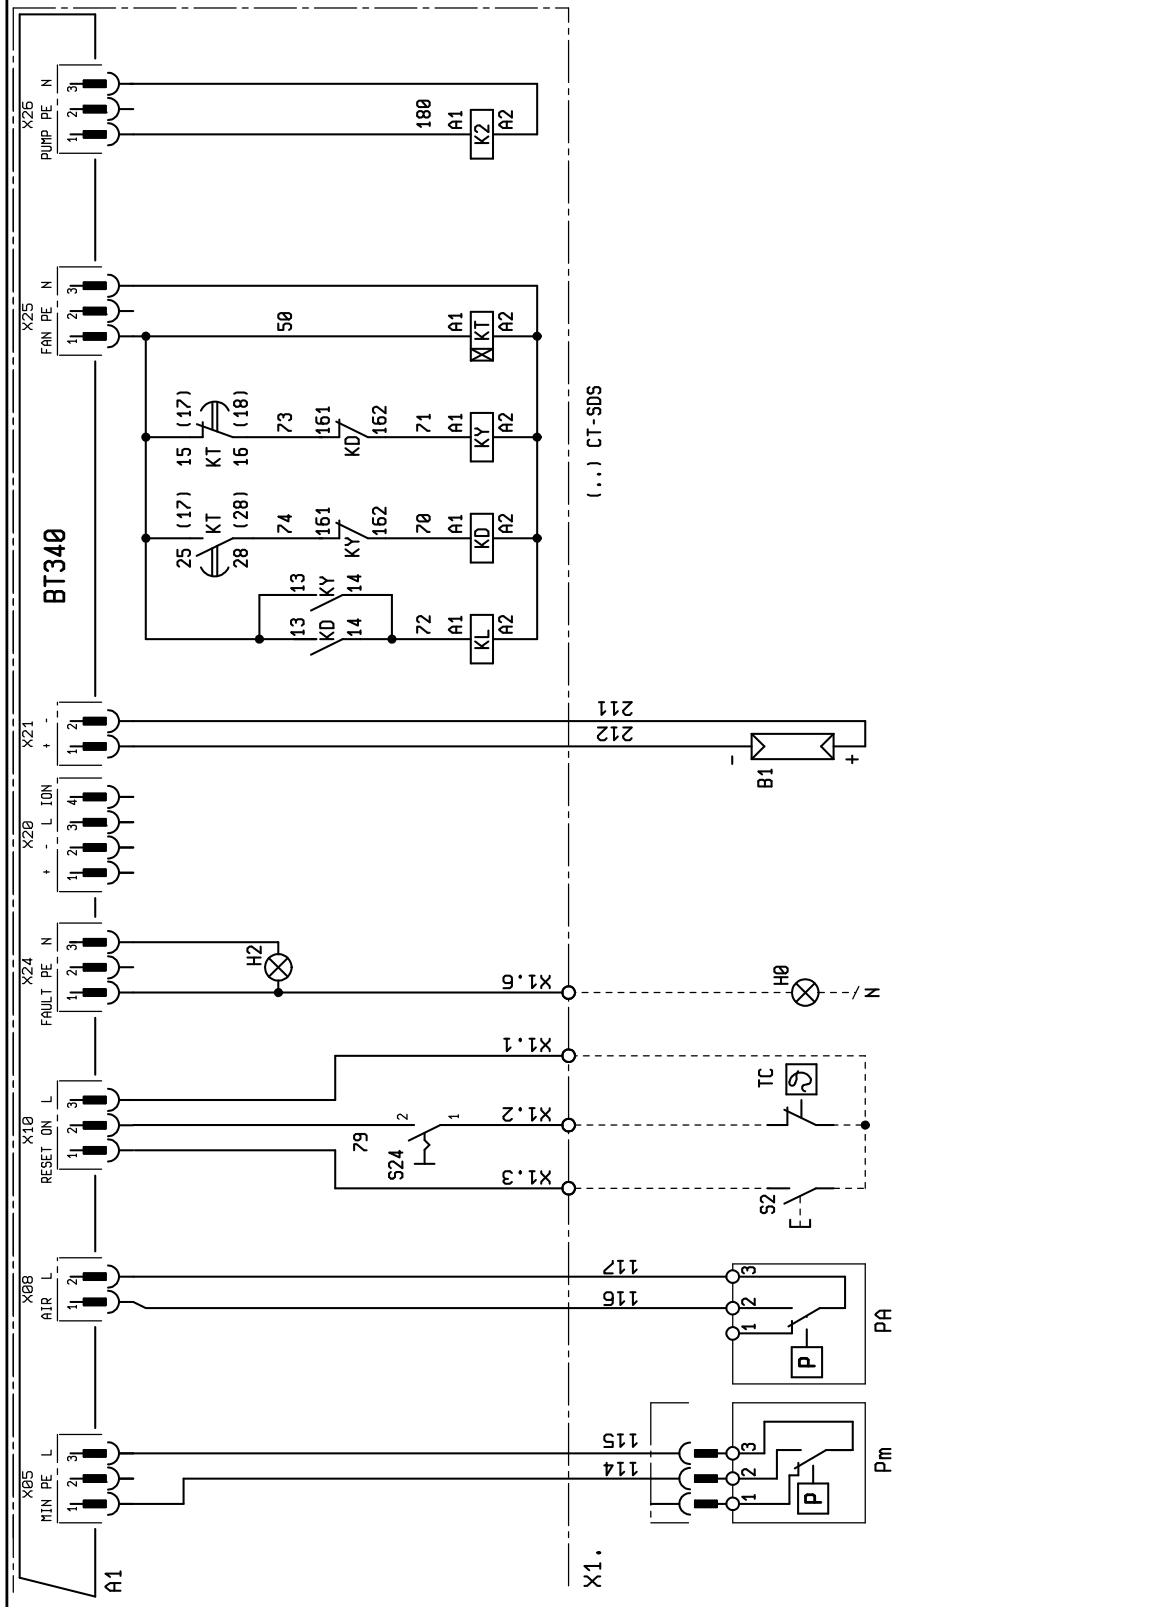 A1
BT340
X05
MIN PE L
1 2 3
X08
AIR L
1 2
X10
RESET ON L
1 2 3
X24
FAULT PE N
1 2 3
X20
+ - L ION
1 2 3 4
X21
+ -
1 2
X25
FAN PE N
1 2 3
X26
PUMP PE N
1 2 3
25 (17)
KT
28 (28)
15 (17)
KT
16 (18)
74
73
50
13
KD
14
13
KY
14
161
KY
162
161
KD
162
72
70
71
180
A1
KL
A2
A1
KD
A2
A1
KY
A2
A1
KT
A2
A1
K2
A2
H2
79
S24
2
1
X1.3
X1.2
X1.1
X1.6
X1.
(..) CT-SDS
114
115
116
117
212
211
1 2 3
P
Pm
1 2 3
P
PA
S2
TC
H0
N
-
B1
+